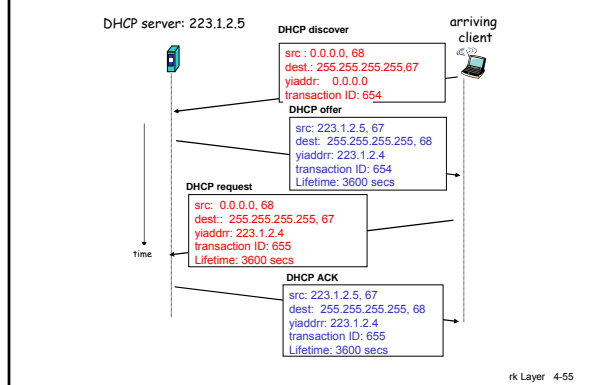 DHCP server: 223.1.2.5
arriving
client
DHCP discover
src : 0.0.0.0, 68
dest.: 255.255.255.255,67
yiaddr: 0.0.0.0
transaction ID: 654
DHCP offer
src: 223.1.2.5, 67
dest: 255.255.255.255, 68
yiaddrr: 223.1.2.4
transaction ID: 654
Lifetime: 3600 secs
DHCP request
src: 0.0.0.0, 68
dest:: 255.255.255.255, 67
yiaddrr: 223.1.2.4
transaction ID: 655
Lifetime: 3600 secs
time
DHCP ACK
src: 223.1.2.5, 67
dest: 255.255.255.255, 68
yiaddrr: 223.1.2.4
transaction ID: 655
Lifetime: 3600 secs
rk Layer 4-55